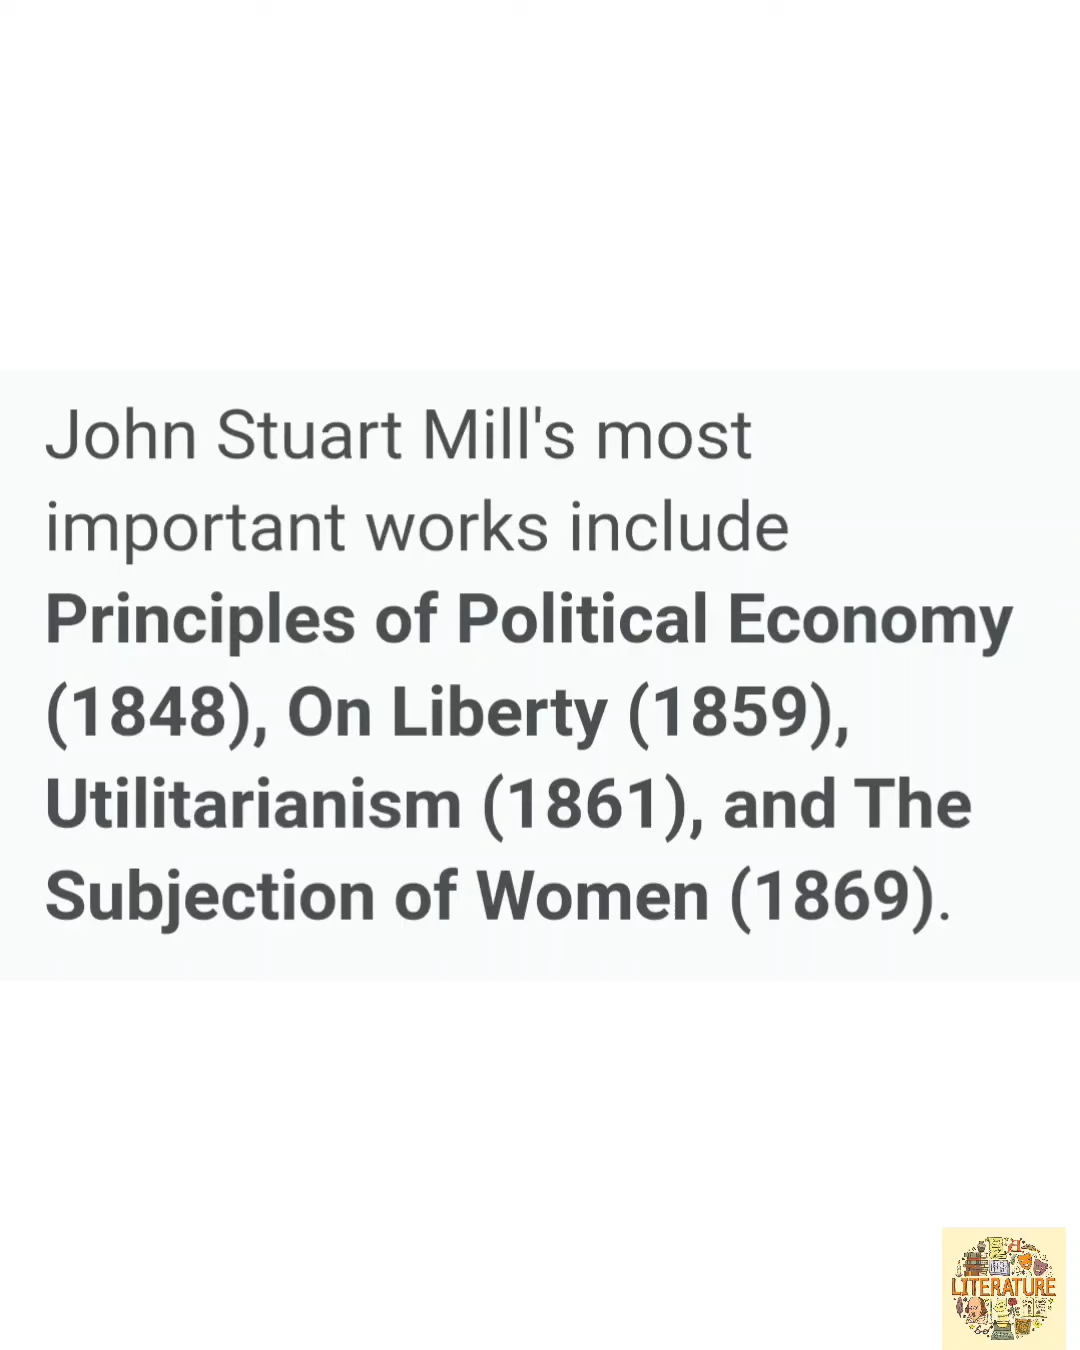 John Stuart Mill's most
important works include
Principles of Political Economy
(1848), On Liberty (1859),
Utilitarianism (1861), and The
Subjection of Women (1869).
LITERATURE